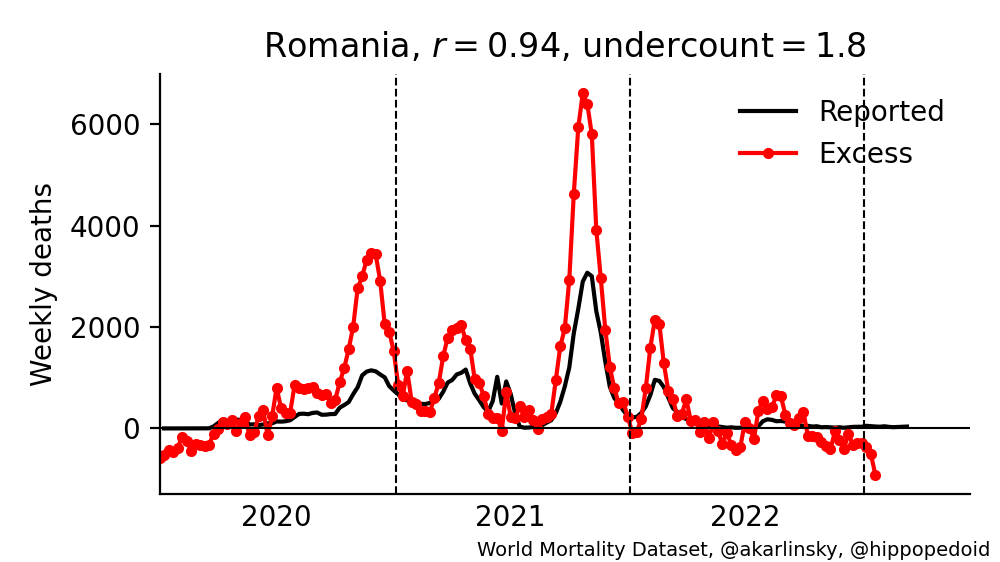 Romania, r = 0.94, undercount = 1.8
Reported
Excess
Weekly deaths
6000
4000
2000
0
2020 2021 2022
World Mortality Dataset, @akarlinsky, @hippopedoid